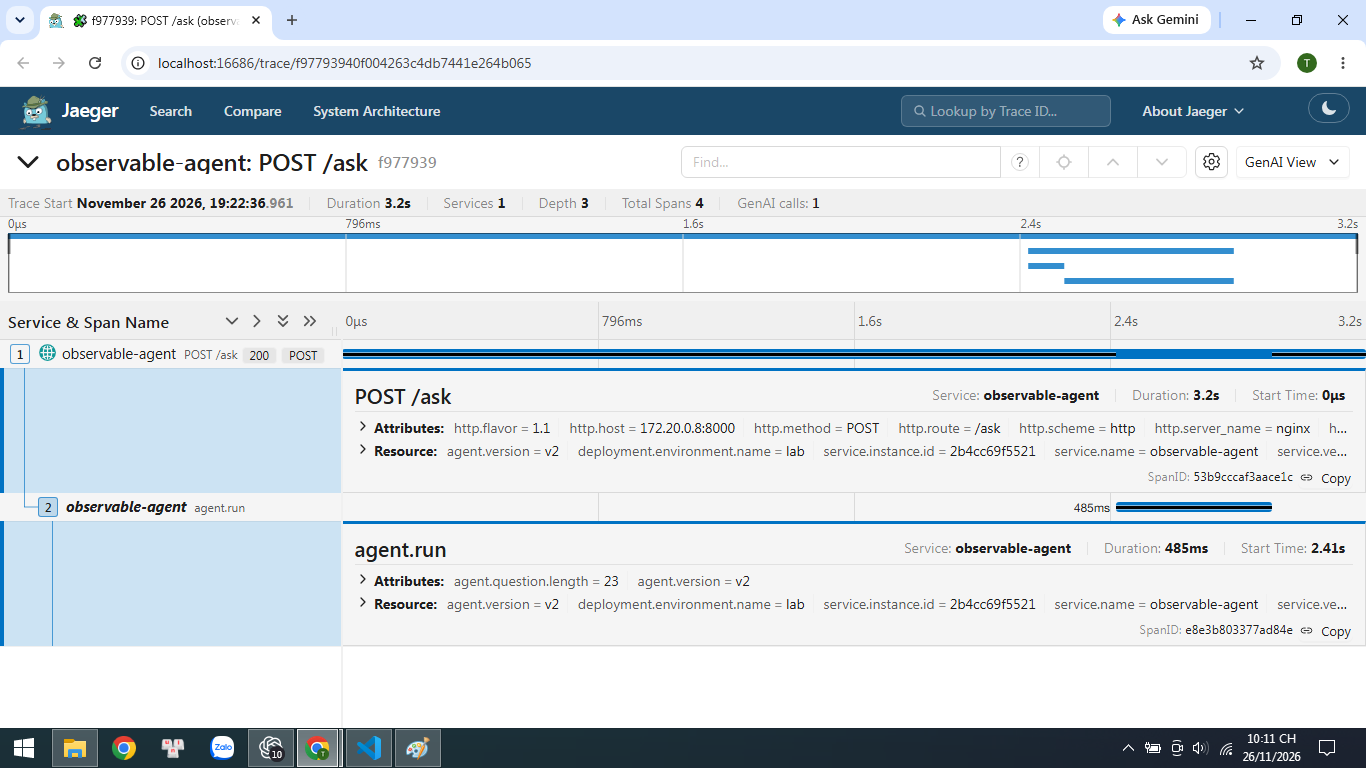 f977939: POST /ask (observ
Ask Gemini
localhost:16686/trace/f97793940f004263c4db7441e264b065
T
Jaeger
Search
Compare
System Architecture
Lookup by Trace ID...
About Jaeger
observable-agent: POST /ask f977939
Find...
?
GenAI View
Trace Start November 26 2026, 19:22:36.961
Duration 3.2s
Services 1
Depth 3
Total Spans 4
GenAI calls: 1
0μs 796ms 1.6s 2.4s 3.2s
Service & Span Name
0μs 796ms 1.6s 2.4s 3.2s
1 observable-agent POST /ask 200 POST
POST /ask
Service: observable-agent Duration: 3.2s Start Time: 0μs
Attributes: http.flavor = 1.1 http.host = 172.20.0.8:8000 http.method = POST http.route = /ask http.scheme = http http.server_name = nginx h...
Resource: agent.version = v2 deployment.environment.name = lab service.instance.id = 2b4cc69f5521 service.name = observable-agent service.ve...
SpanID: 53b9cccaf3aace1c Copy
2 observable-agent agent.run
485ms
agent.run
Service: observable-agent Duration: 485ms Start Time: 2.41s
Attributes: agent.question.length = 23 agent.version = v2
Resource: agent.version = v2 deployment.environment.name = lab service.instance.id = 2b4cc69f5521 service.name = observable-agent service.ve...
SpanID: e8e3b803377ad84e Copy
Zalo
10
T
10:11 CH
26/11/2026